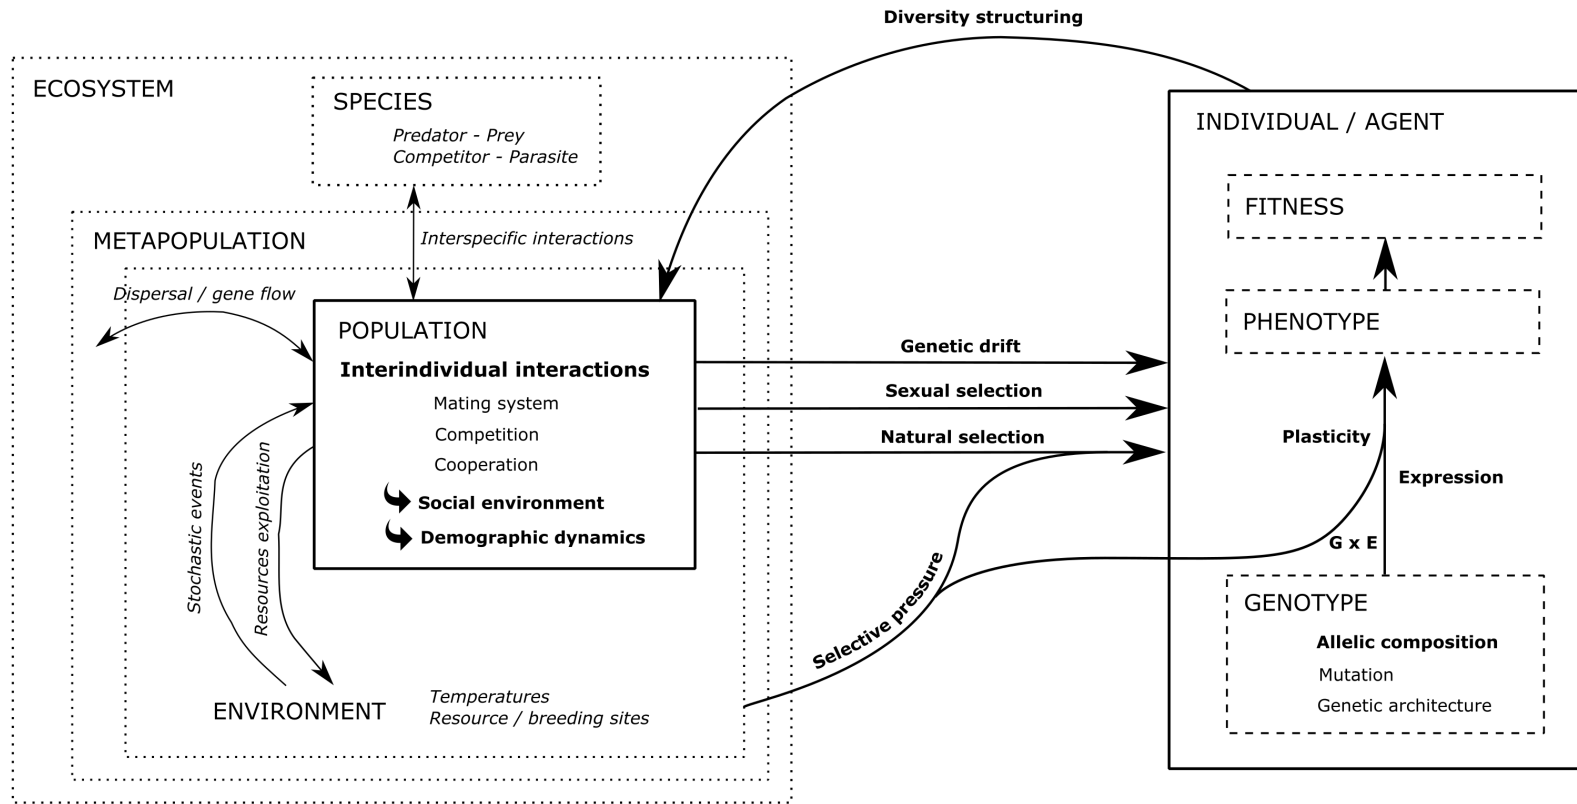 Diversity structuring
ECOSYSTEM
SPECIES
Predator - Prey
Competitor - Parasite
INDIVIDUAL / AGENT
FITNESS
METAPOPULATION
Interspecific interactions
Dispersal / gene flow
POPULATION
Interindividual interactions
Mating system
Competition
Cooperation
Social environment
Demographic dynamics
Genetic drift
Sexual selection
Natural selection
PHENOTYPE
Plasticity
Expression
G x E
Stochastic events
Resources exploitation
Selective pressure
GENOTYPE
Allelic composition
Mutation
Genetic architecture
ENVIRONMENT
Temperatures
Resource / breeding sites